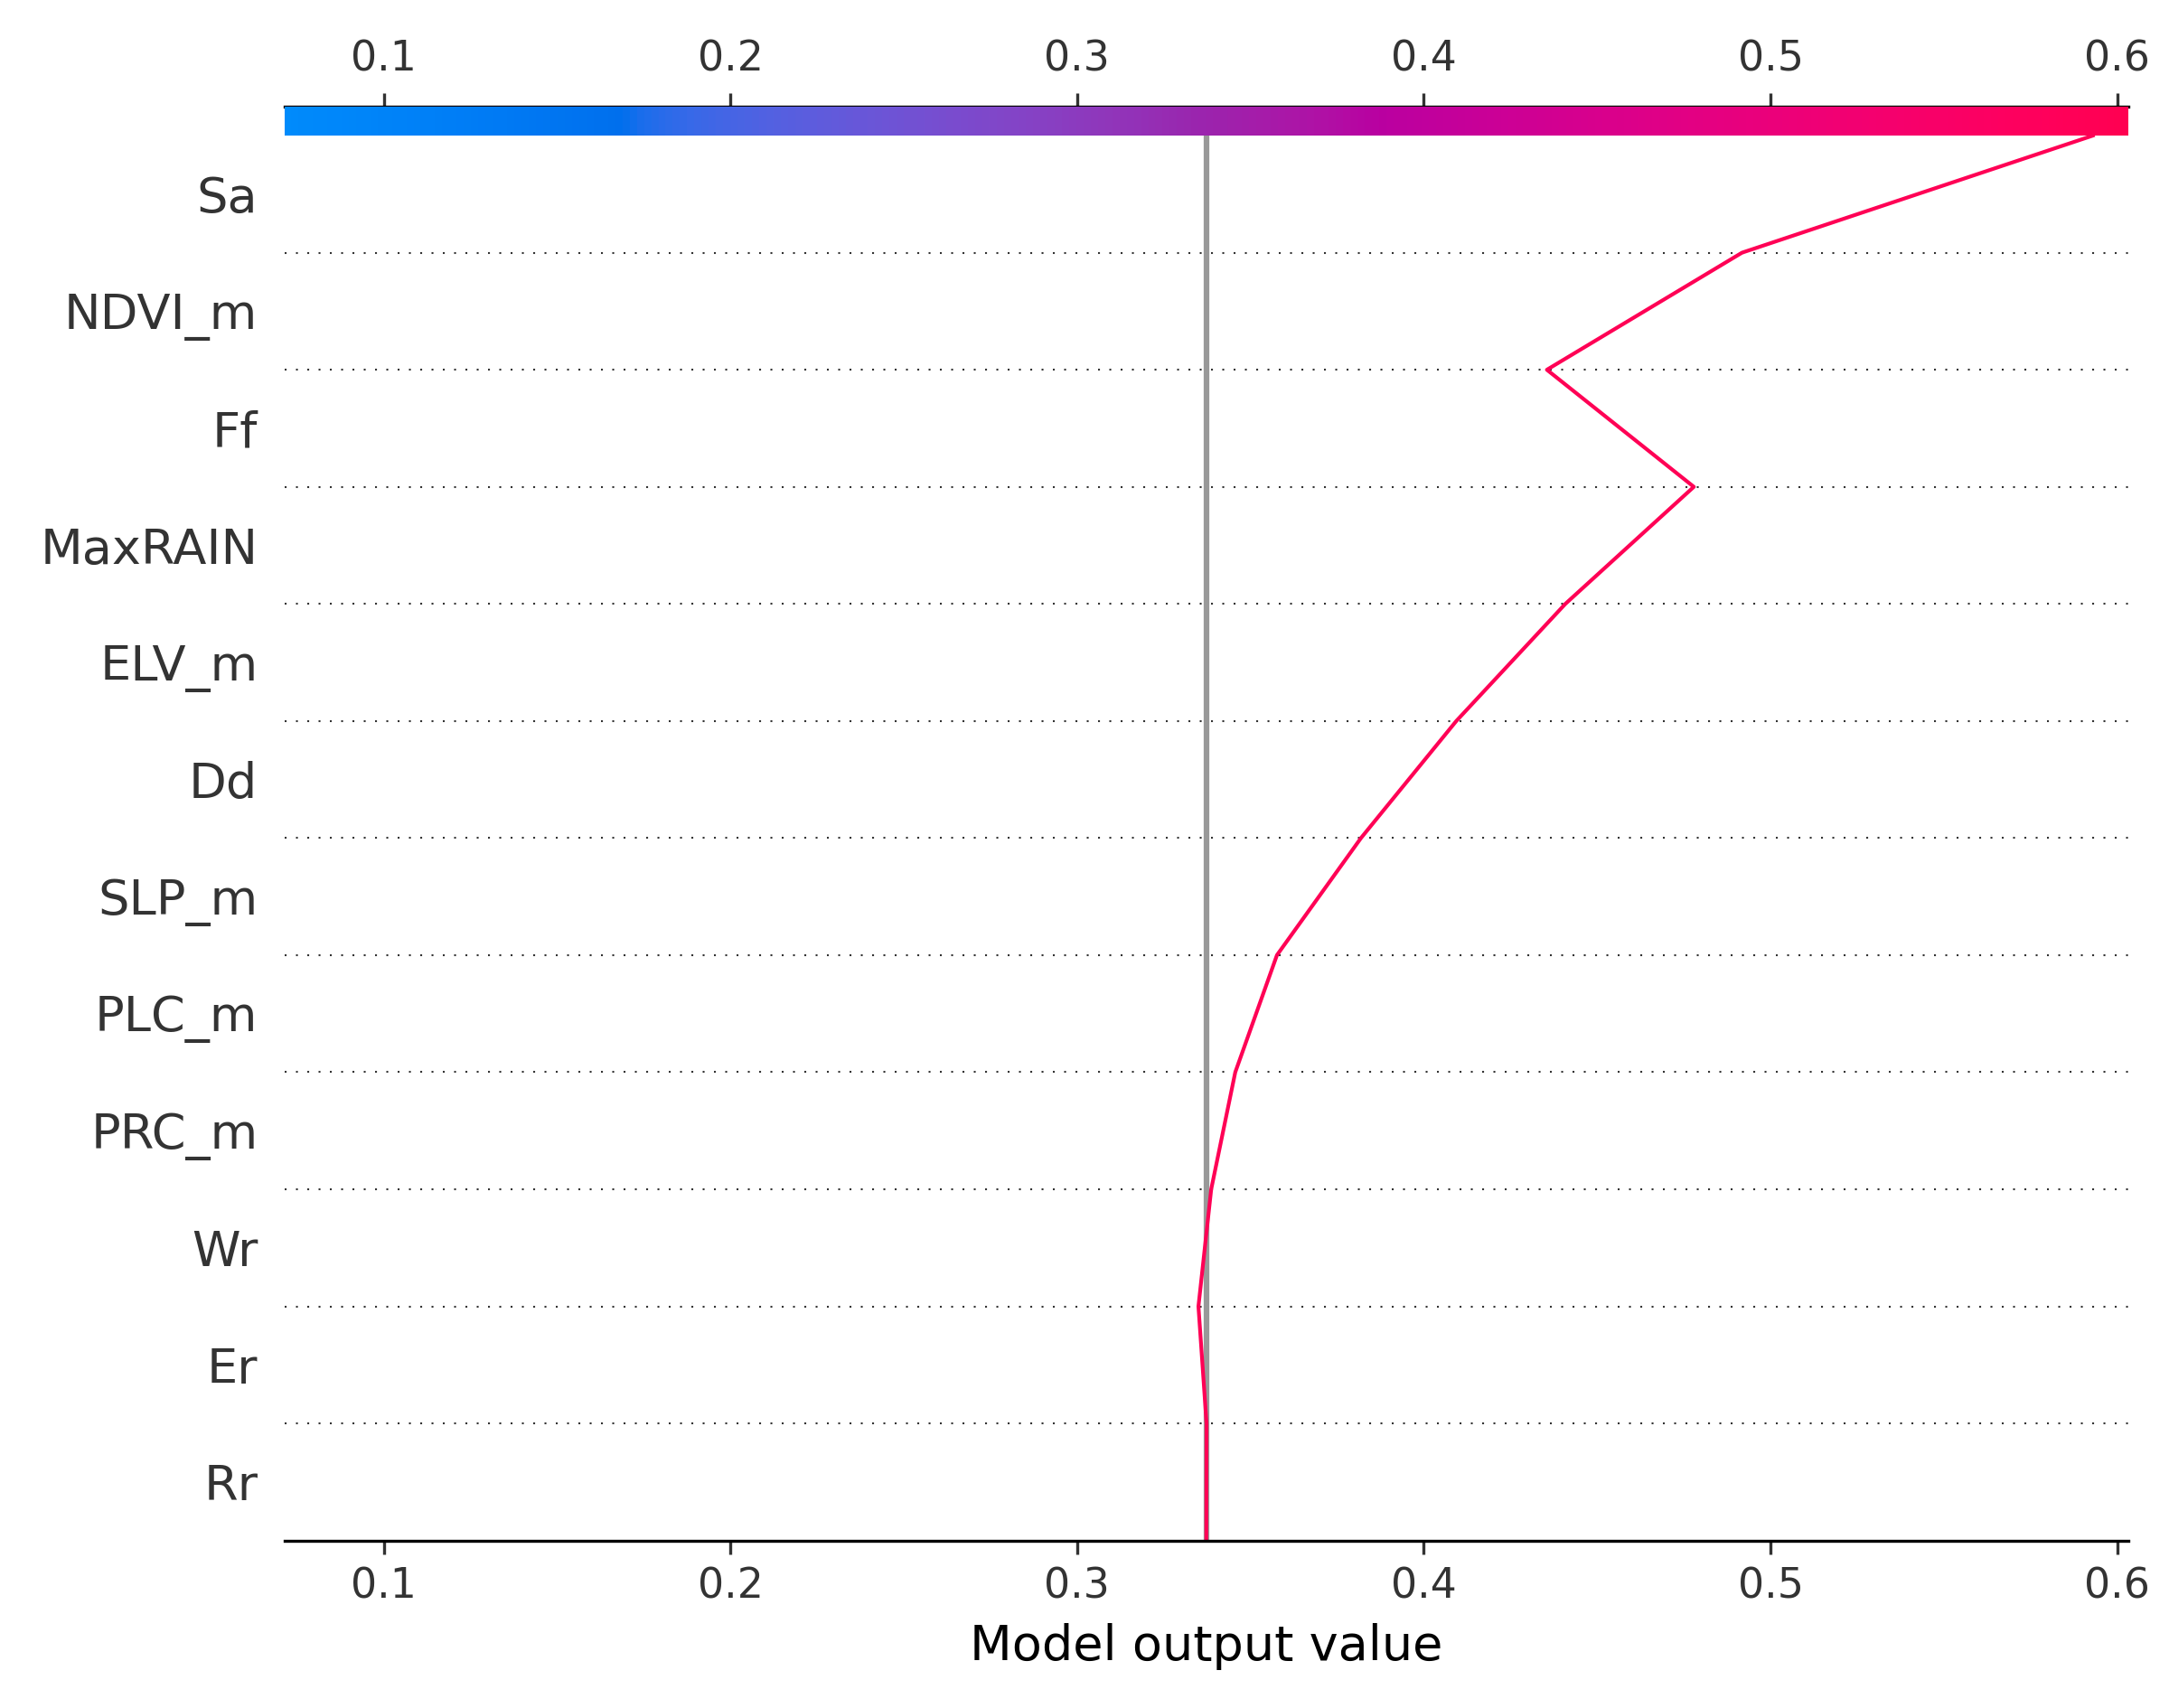 0.1 0.2 0.3 0.4 0.5 0.6
Sa
NDVI_m
Ff
MaxRAIN
ELV_m
Dd
SLP_m
PLC_m
PRC_m
Wr
Er
Rr
0.1 0.2 0.3 0.4 0.5 0.6
Model output value